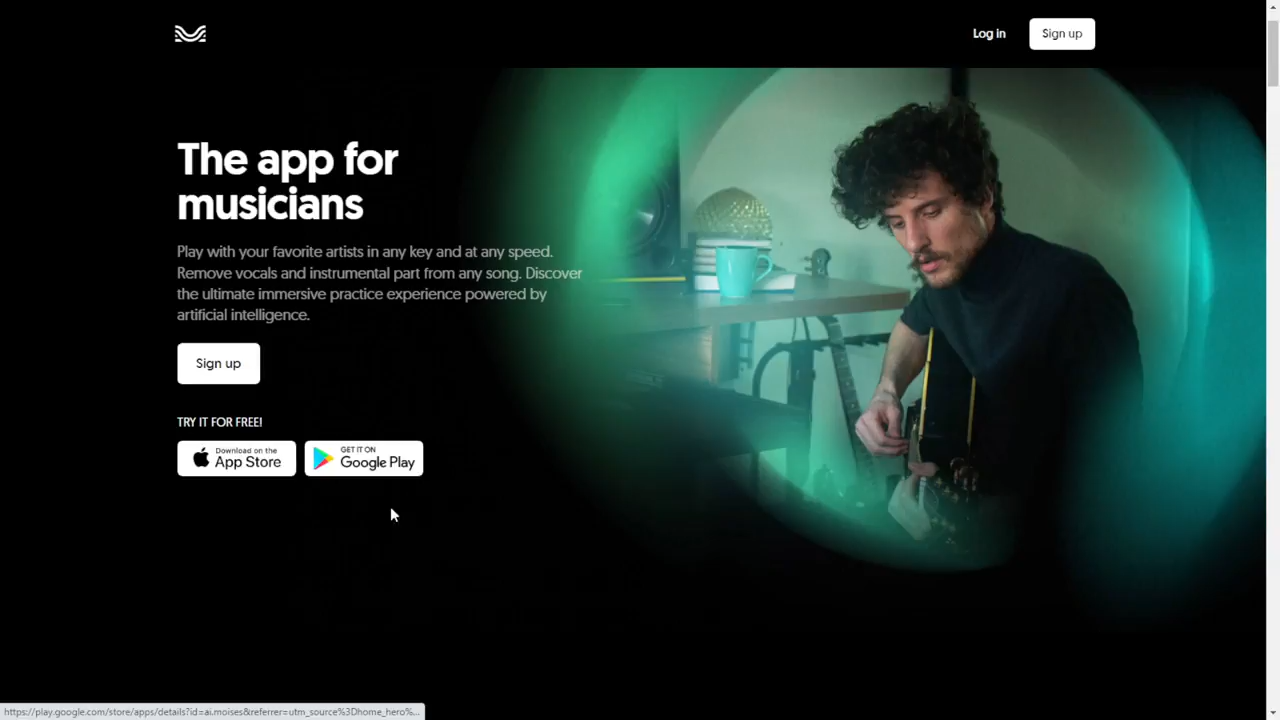 Log in
Sign up
The app for
musicians
Play with your favorite artists in any key and at any speed.
Remove vocals and instrumental part from any song. Discover
the ultimate immersive practice experience powered by
artificial intelligence.
Sign up
TRY IT FOR FREE!
Download on the
App Store
GET IT ON
Google Play
https://play.google.com/store/apps/details?id=ai.moises&referrer=utm_source%3Dhome_hero%...